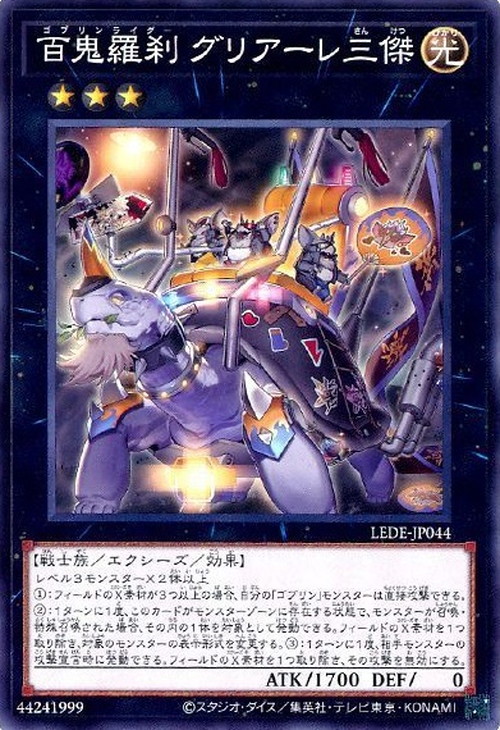 ゴブリンライダー さんけつ
百鬼羅刹 グリアーレ三傑
ひかり
光
LEDE-JP044
【戦士族／エクシーズ／効果】
レベル3モンスター×2体以上
①：フィールドのX素材が3つ以上の場合、自分の「ゴブリン」モンスターは直接攻撃できる。
②：1ターンに1度、このカードがモンスターゾーンに存在する状態で、モンスターが召喚・
特殊召喚された場合、その内の1体を対象として発動できる。フィールドのX素材を1つ
取り除き、対象のモンスターの表示形式を変更する。③：1ターンに1度、相手モンスターの
攻撃宣言時に発動できる。フィールドのX素材を1つ取り除き、その攻撃を無効にする。
ATK/1700 DEF/ 0
44241999
©スタジオ・ダイス／集英社・テレビ東京・KONAMI